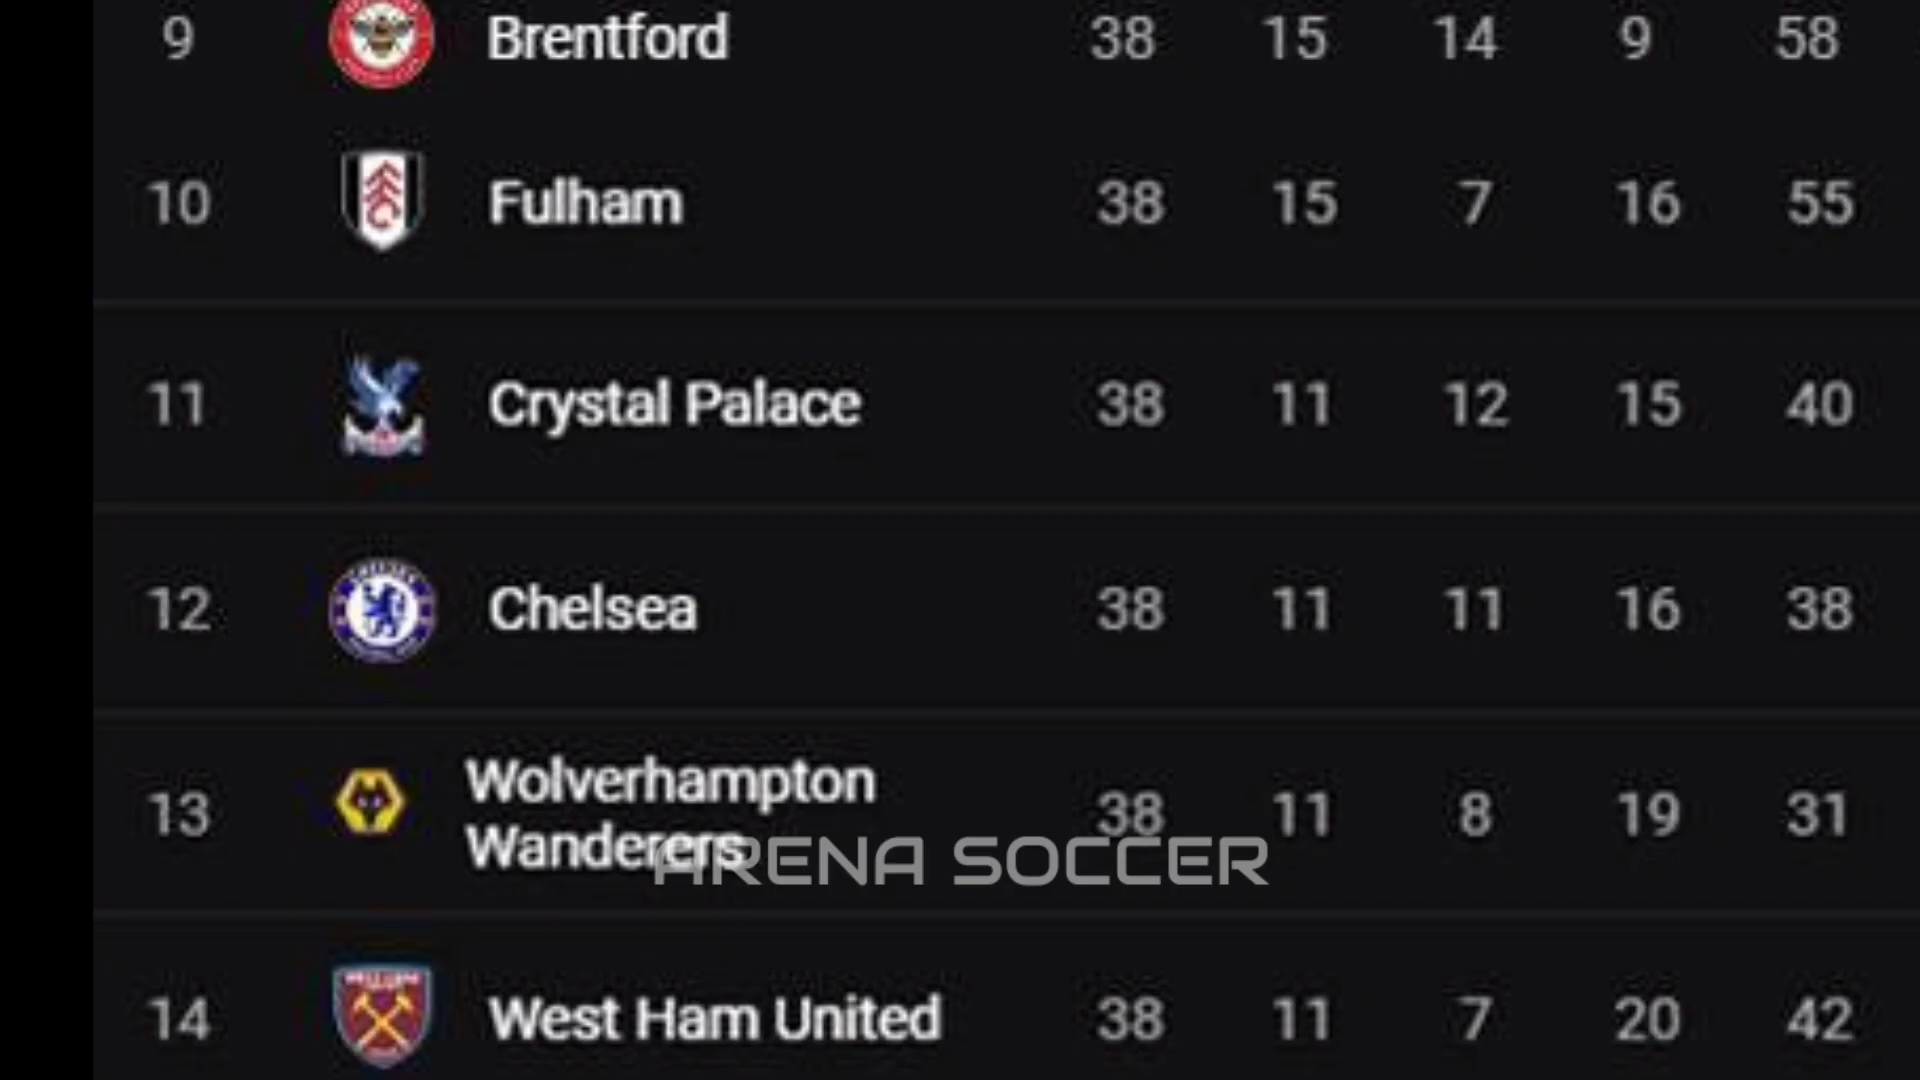 9 Brentford 38 15 14 9 58
10 Fulham 38 15 7 16 55
11 Crystal Palace 38 11 12 15 40
12 Chelsea 38 11 11 16 38
13 Wolverhampton Wanderers 38 11 8 19 31
ARENA SOCCER
14 West Ham United 38 11 7 20 42